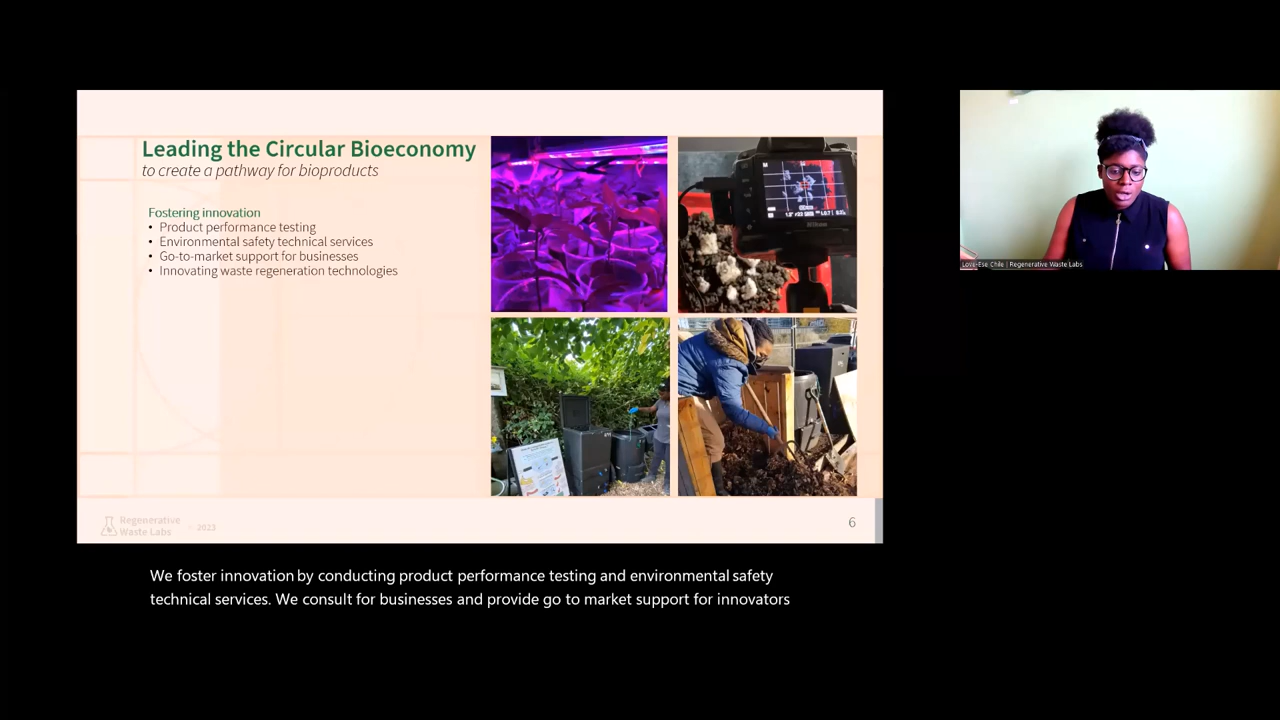 Leading the Circular Bioeconomy
to create a pathway for bioproducts
Fostering innovation
• Product performance testing
• Environmental safety technical services
• Go-to-market support for businesses
• Innovating waste regeneration technologies
Regenerative
Waste Labs
2023
6
Love-Ese Chile | Regenerative Waste Labs
We foster innovation by conducting product performance testing and environmental safety
technical services. We consult for businesses and provide go to market support for innovators